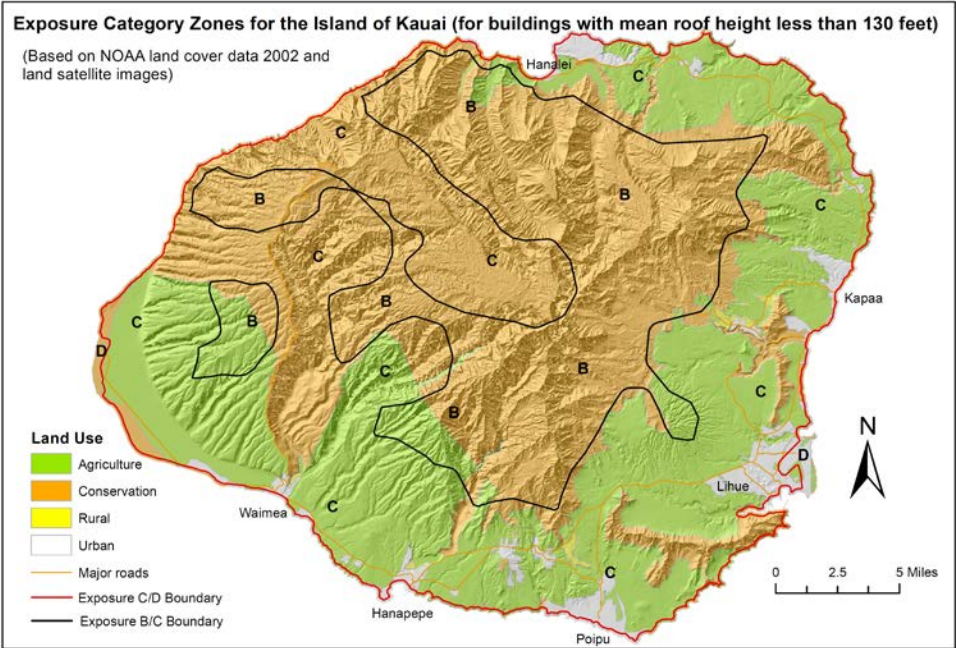 Exposure Category Zones for the Island of Kauai (for buildings with mean roof height less than 130 feet)
(Based on NOAA land cover data 2002 and
land satellite images)
Hanalei
C
B
C
B
B
C
C
C
B
C
B
B
D
Kapaa
C
B
C
B
N
D
Lihue
Land Use
Agriculture
Conservation
Rural
Urban
Major roads
Exposure C/D Boundary
Exposure B/C Boundary
Waimea
C
Hanapepe
C
Poipu
0 2.5 5 Miles